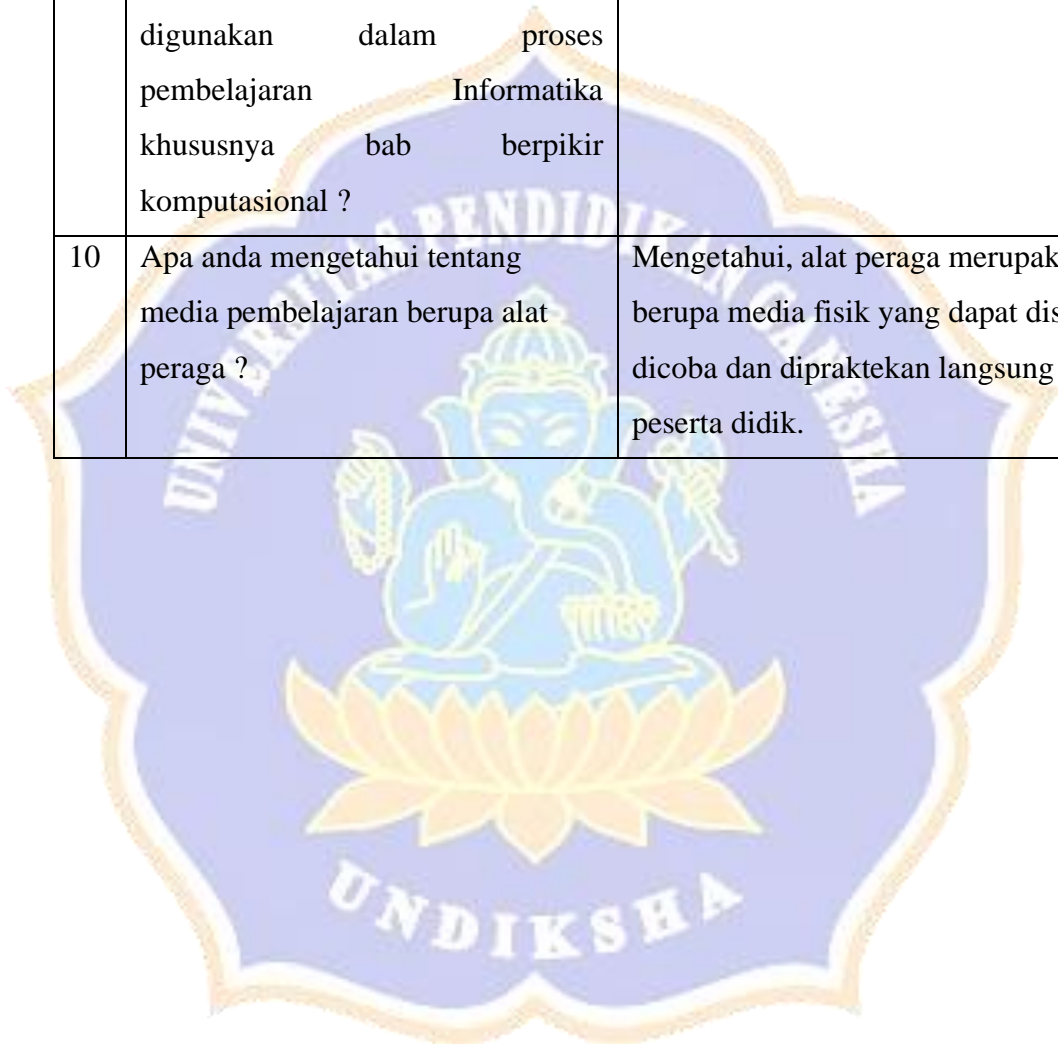 digunakan dalam proses
pembelajaran Informatika
khususnya bab berpikir
komputasional ?
10 Apa anda mengetahui tentang
media pembelajaran berupa alat
peraga ?
Mengetahui, alat peraga merupak
berupa media fisik yang dapat dis
dicoba dan dipraktekan langsung
peserta didik.
UNIVERSITAS PENDIDIKAN GANESHA
UNDIKSHA